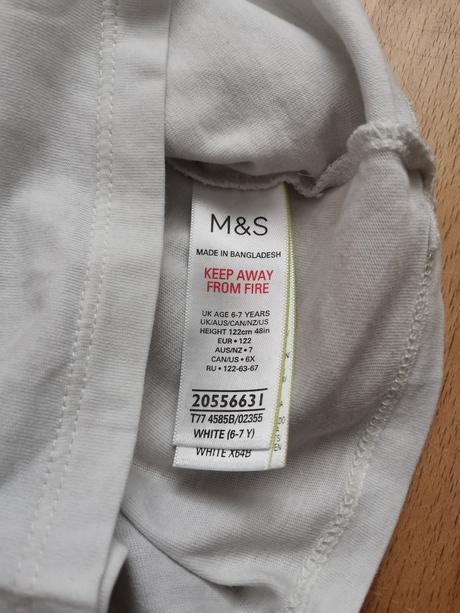 M&S
MADE IN BANGLADESH
KEEP AWAY
FROM FIRE
UK AGE 6-7 YEARS
UK/AUS/CAN/NZ/US
HEIGHT 122cm 48in
EUR • 122
AUS/NZ • 7
CAN/US • 6X
RU • 122-63-67
20556631
T77 4585B/02355
WHITE (6-7 Y)
WHITE X64B